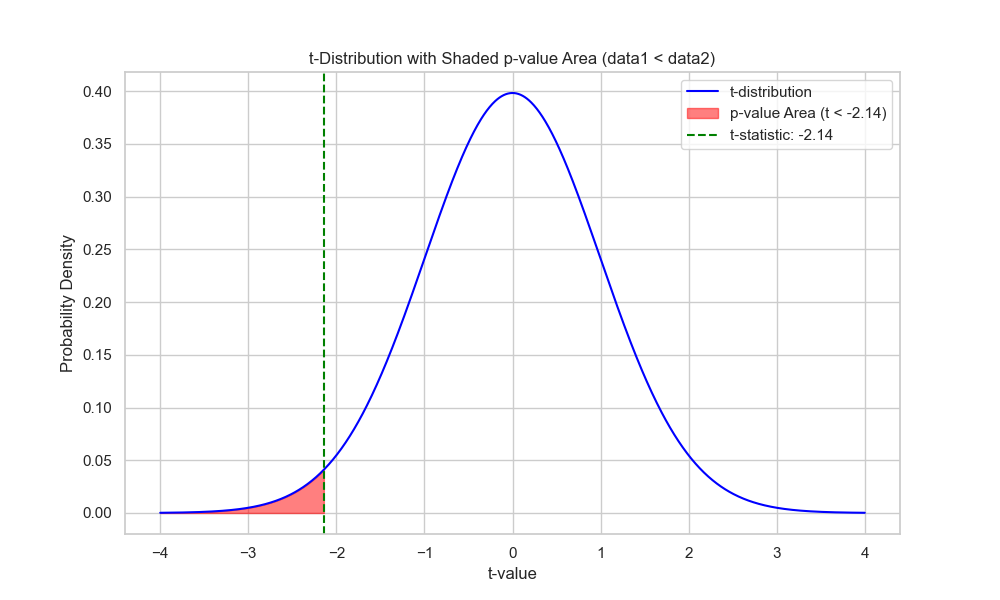 t-Distribution with Shaded p-value Area (data1 < data2)
t-distribution
p-value Area (t < -2.14)
t-statistic: -2.14
Probability Density
0.40
0.35
0.30
0.25
0.20
0.15
0.10
0.05
0.00
−4 −3 −2 −1 0 1 2 3 4
t-value